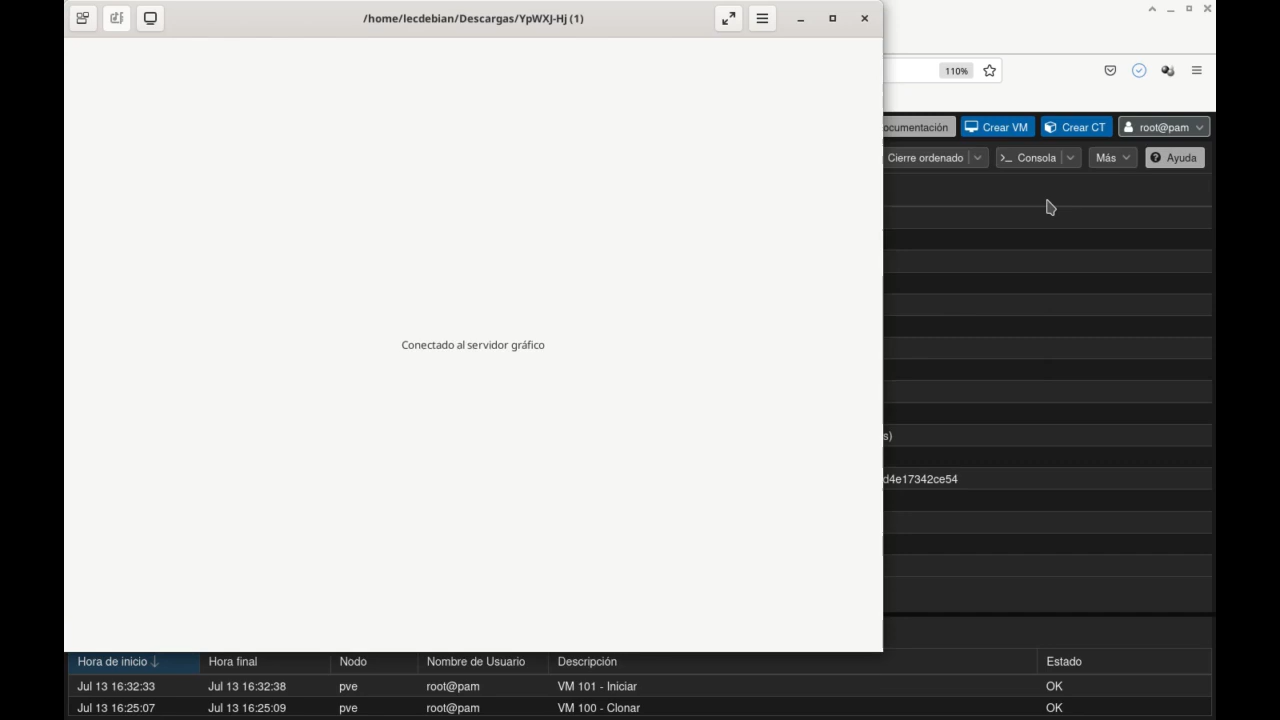 /home/lecdebian/Descargas/YpWXJ-Hj (1)
110%
ocumentación
Crear VM
Crear CT
root@pam
Cierre ordenado
Consola
Más
Ayuda
Conectado al servidor gráfico
s)
d4e17342ce54
Hora de inicio
Hora final
Nodo
Nombre de Usuario
Descripción
Estado
Jul 13 16:32:33
Jul 13 16:32:38
pve
root@pam
VM 101 - Iniciar
OK
Jul 13 16:25:07
Jul 13 16:25:09
pve
root@pam
VM 100 - Clonar
OK